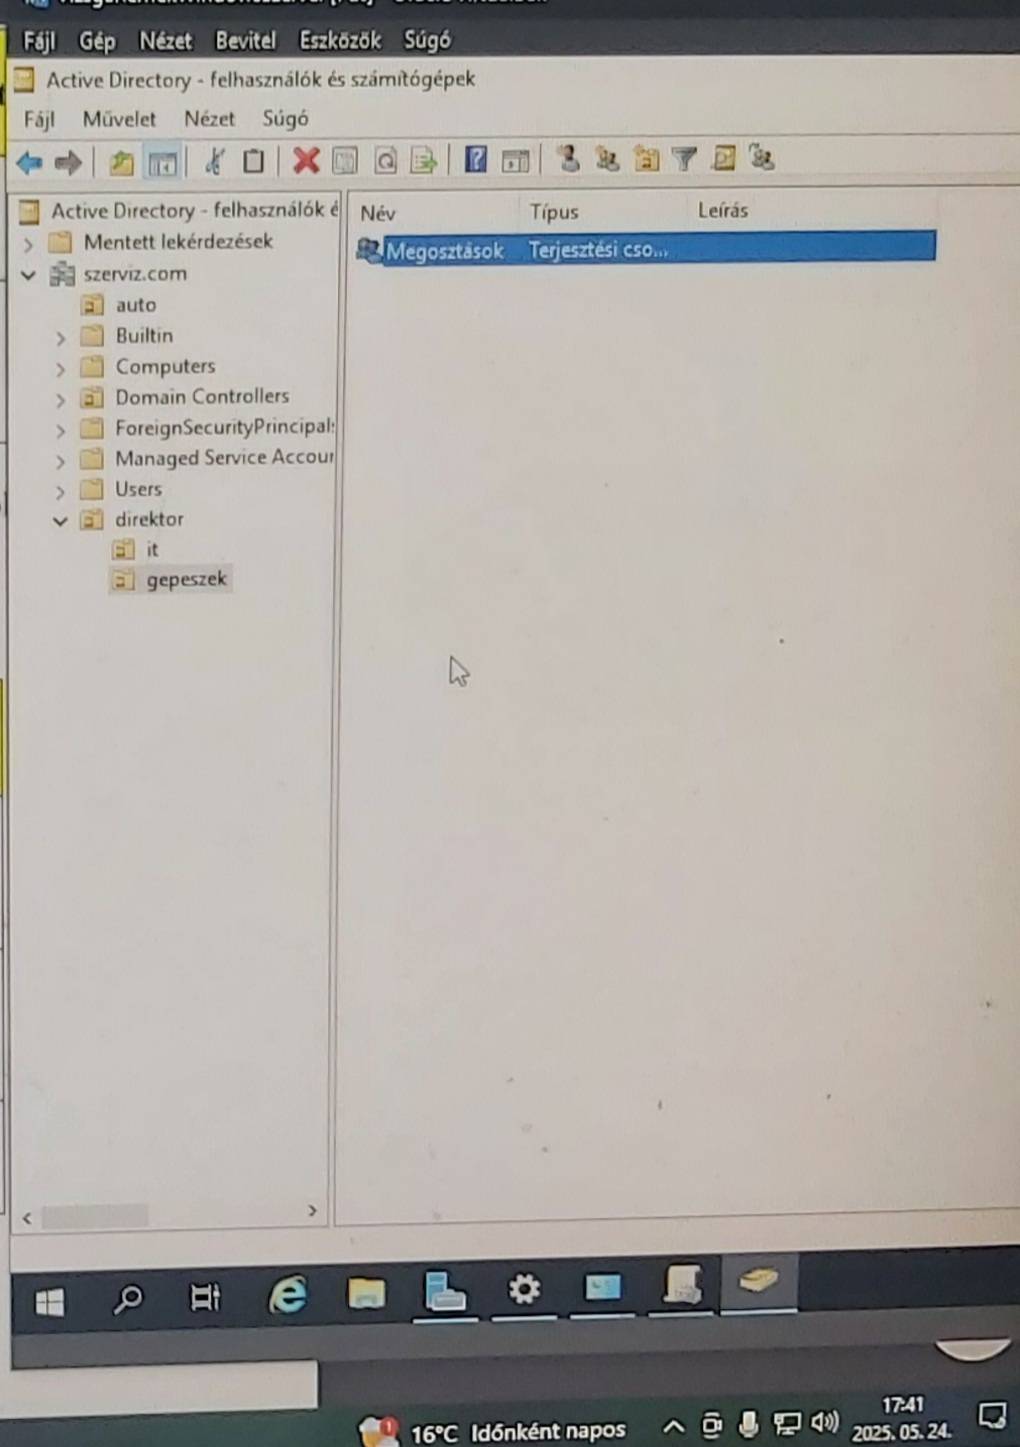 Fájl Gép Nézet Bevitel Eszközök Súgó
Active Directory - felhasználók és számítógépek
Fájl Művelet Nézet Súgó
Active Directory - felhasználók é
Név Típus Leírás
Mentett lekérdezések
Megosztások Terjesztési cso...
szerviz.com
auto
Builtin
Computers
Domain Controllers
ForeignSecurityPrincipal:
Managed Service Accour
Users
direktor
it
gepeszek
1
16°C Időnként napos
17:41
2025. 05. 24.